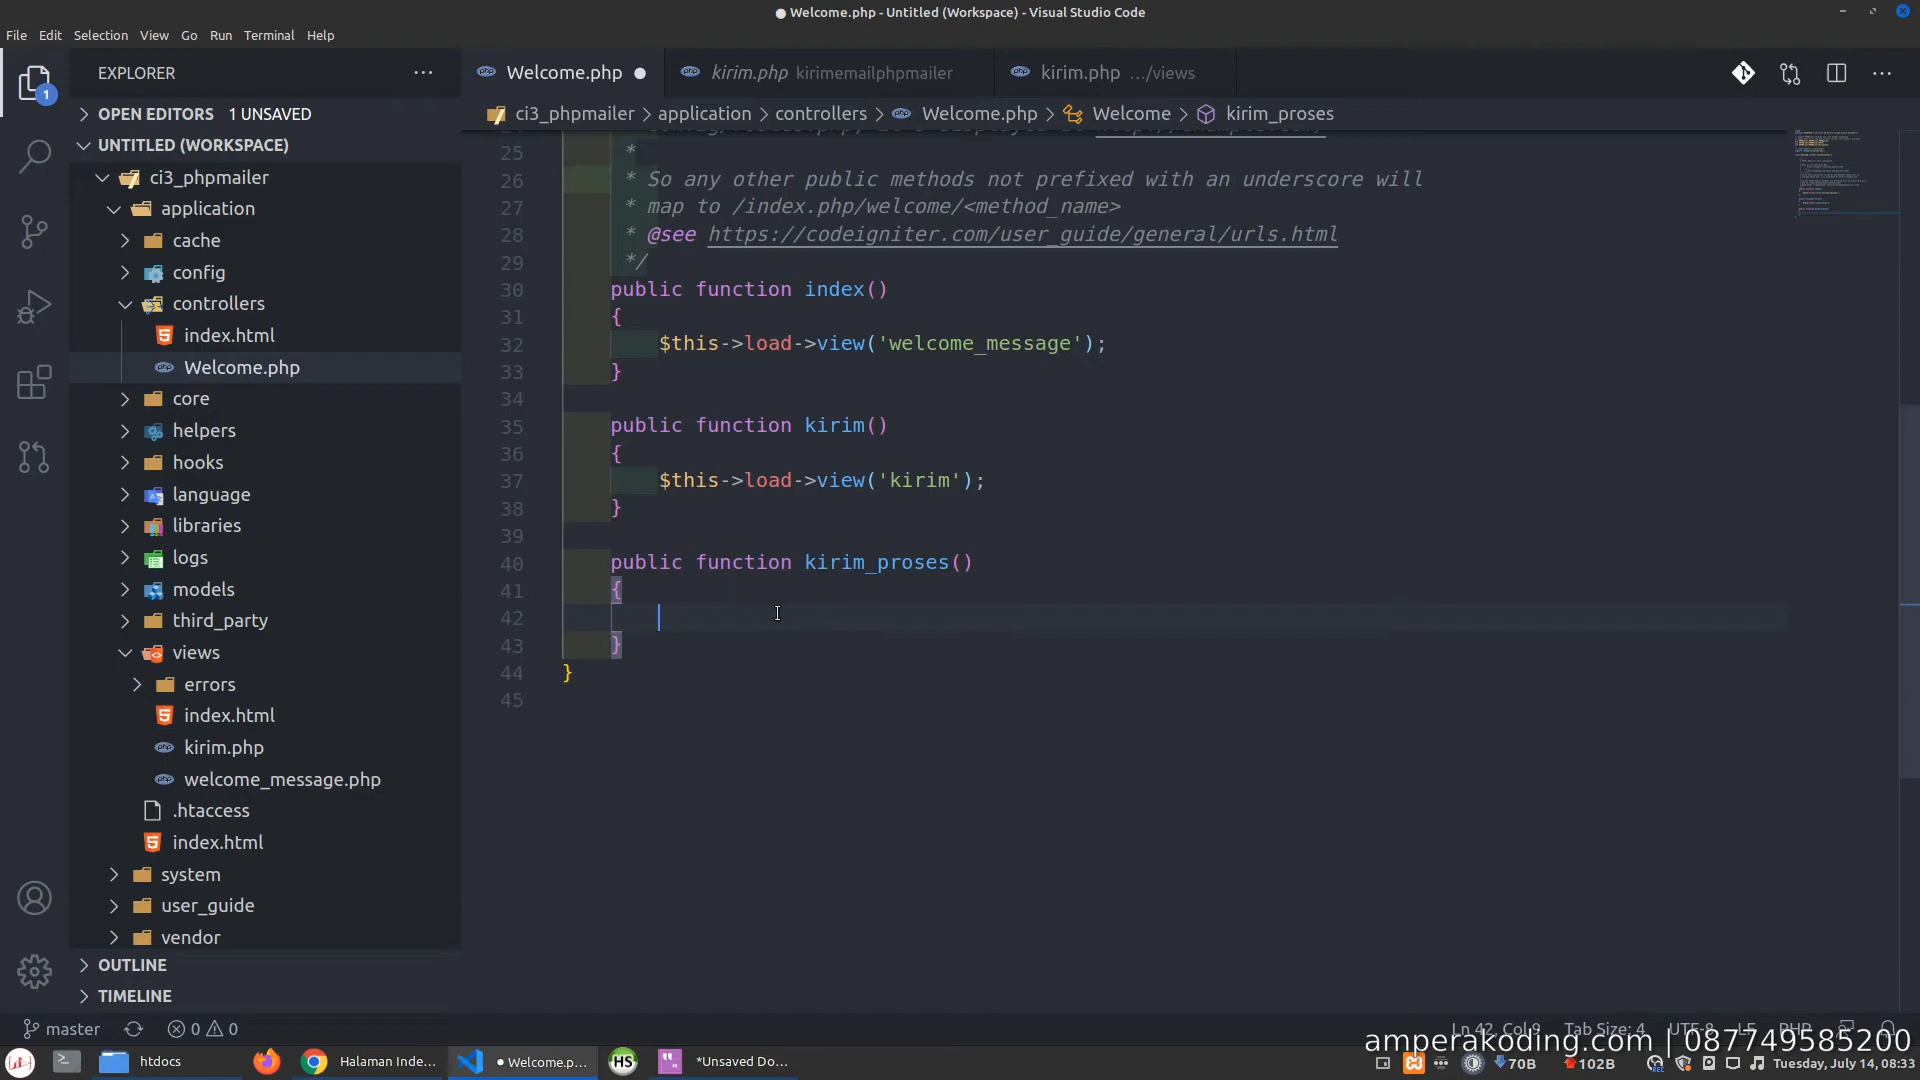 Welcome.php - Untitled (Workspace) - Visual Studio Code
File Edit Selection View Go Run Terminal Help
EXPLORER
Welcome.php
kirim.php kirimemailphpmailer
kirim.php .../views
1
OPEN EDITORS 1 UNSAVED
ci3_phpmailer > application > controllers > Welcome.php > Welcome > kirim_proses
UNTITLED (WORKSPACE)
ci3_phpmailer
application
cache
config
controllers
index.html
Welcome.php
core
helpers
hooks
language
libraries
logs
models
third_party
views
errors
index.html
kirim.php
welcome_message.php
.htaccess
index.html
system
user_guide
vendor
OUTLINE
TIMELINE
25 *
26 * So any other public methods not prefixed with an underscore will
27 * map to /index.php/welcome/<method_name>
28 * @see https://codeigniter.com/user_guide/general/urls.html
29 */
30 public function index()
31 {
32 $this->load->view('welcome_message');
33 }
34
35 public function kirim()
36 {
37 $this->load->view('kirim');
38 }
39
40 public function kirim_proses()
41 {
42
43 }
44 }
45
master 0 0
Ln 42, Col 9 Tab Size: 4 UTF-8 LF PHP
amperakoding.com | 087749585200
htdocs
Halaman Inde...
Welcome.p...
HS
*Unsaved Do...
70B
102B
Tuesday, July 14, 08:33